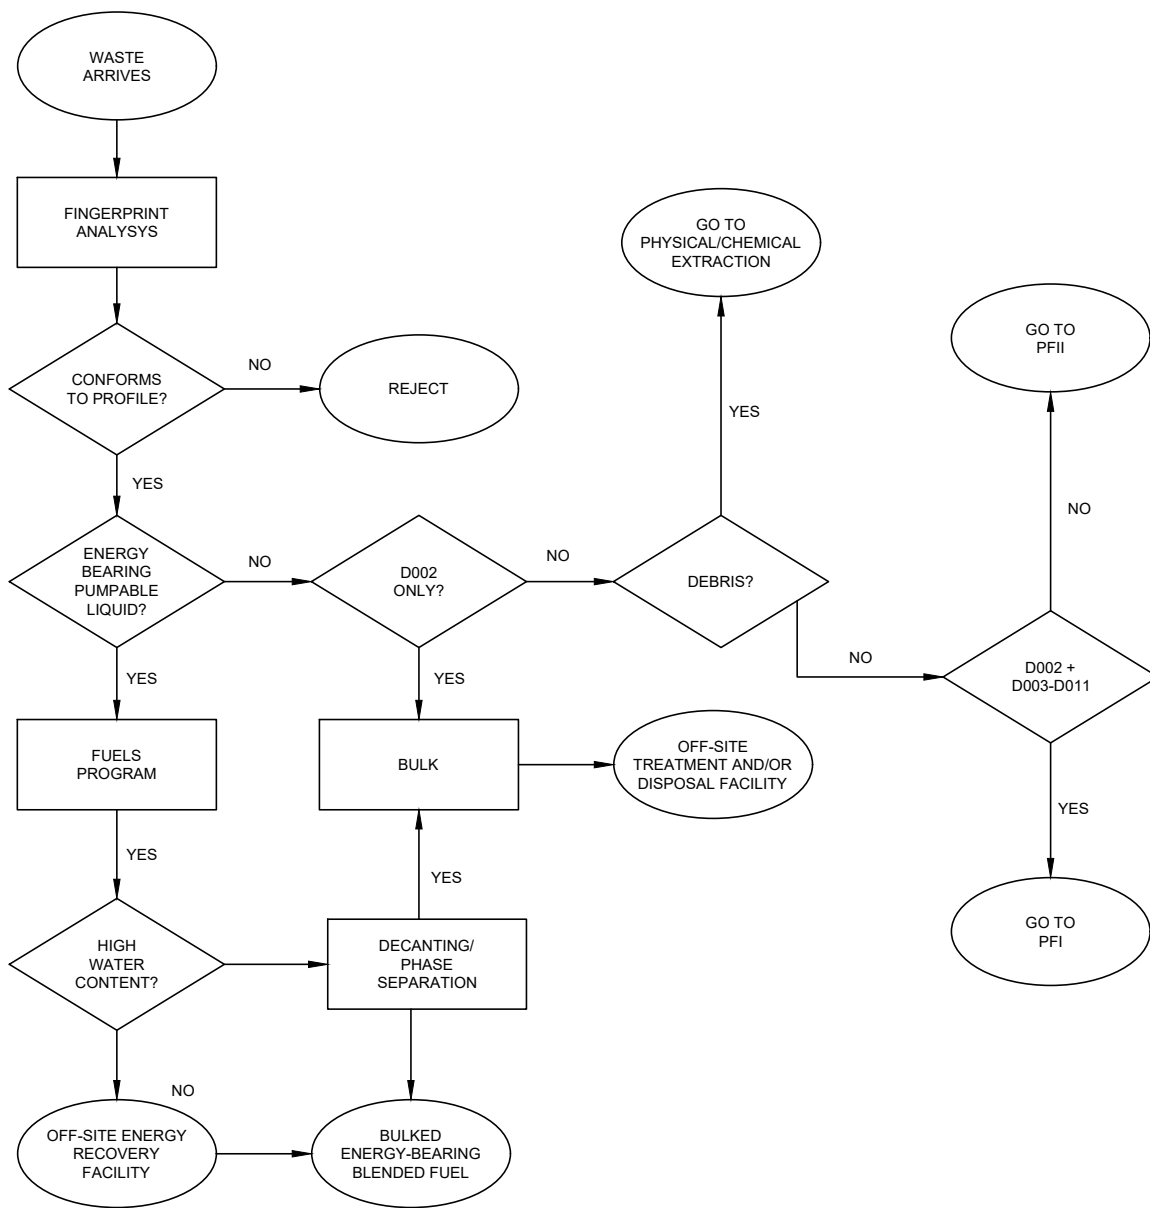 WASTE
ARRIVES
FINGERPRINT
ANALYSYS
GO TO
PHYSICAL/CHEMICAL
EXTRACTION
GO TO
PFII
CONFORMS
TO PROFILE?
NO
REJECT
YES
YES
ENERGY
BEARING
PUMPABLE
LIQUID?
NO
D002
ONLY?
NO
DEBRIS?
NO
NO
D002 +
D003-D011
YES
YES
FUELS
PROGRAM
BULK
OFF-SITE
TREATMENT AND/OR
DISPOSAL FACILITY
YES
YES
YES
HIGH
WATER
CONTENT?
DECANTING/
PHASE
SEPARATION
GO TO
PFI
NO
OFF-SITE ENERGY
RECOVERY
FACILITY
BULKED
ENERGY-BEARING
BLENDED FUEL